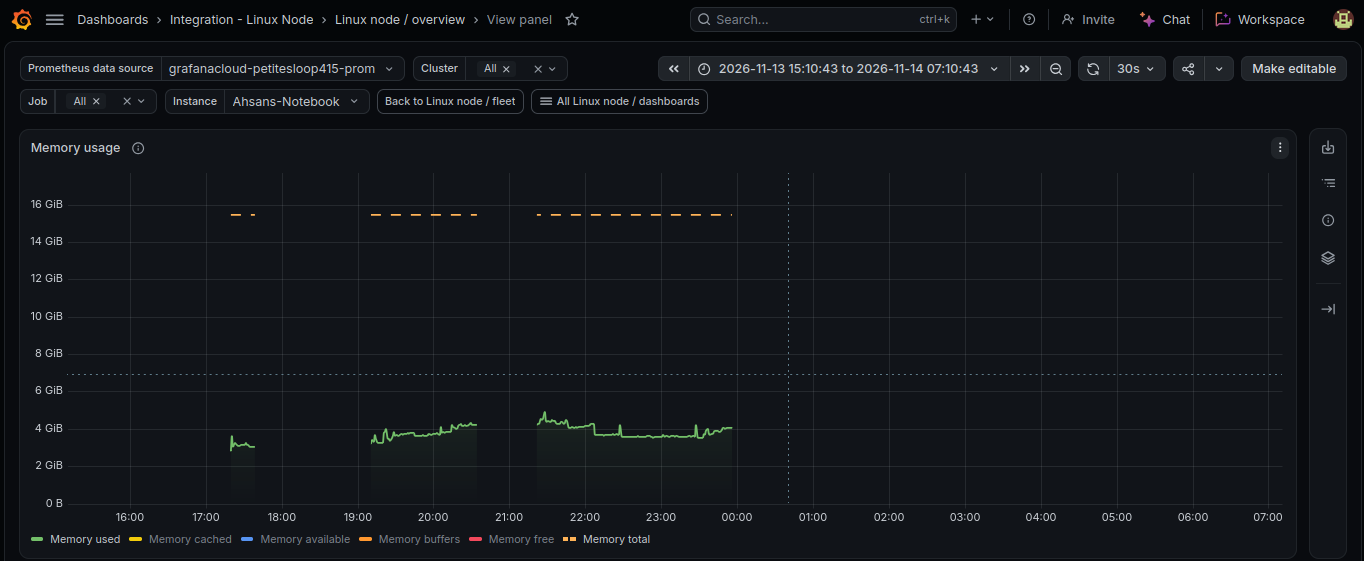 Dashboards › Integration - Linux Node › Linux node / overview › View panel Search... ctrl+k Invite Chat Workspace
Prometheus data source grafanacloud-petitesloop415-prom Cluster All 2026-11-13 15:10:43 to 2026-11-14 07:10:43 30s Make editable
Job All Instance Ahsans-Notebook Back to Linux node / fleet All Linux node / dashboards
Memory usage
16 GiB
14 GiB
12 GiB
10 GiB
8 GiB
6 GiB
4 GiB
2 GiB
0 B
16:00 17:00 18:00 19:00 20:00 21:00 22:00 23:00 00:00 01:00 02:00 03:00 04:00 05:00 06:00 07:00
Memory used Memory cached Memory available Memory buffers Memory free Memory total